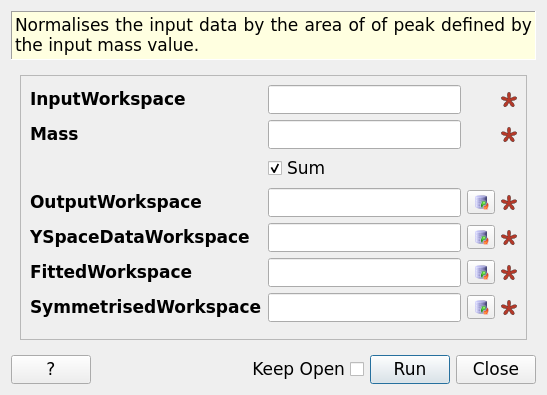 Normalises the input data by the area of of peak defined by
the input mass value.
InputWorkspace
Mass
Sum
OutputWorkspace
YSpaceDataWorkspace
FittedWorkspace
SymmetrisedWorkspace
? Keep Open Run Close